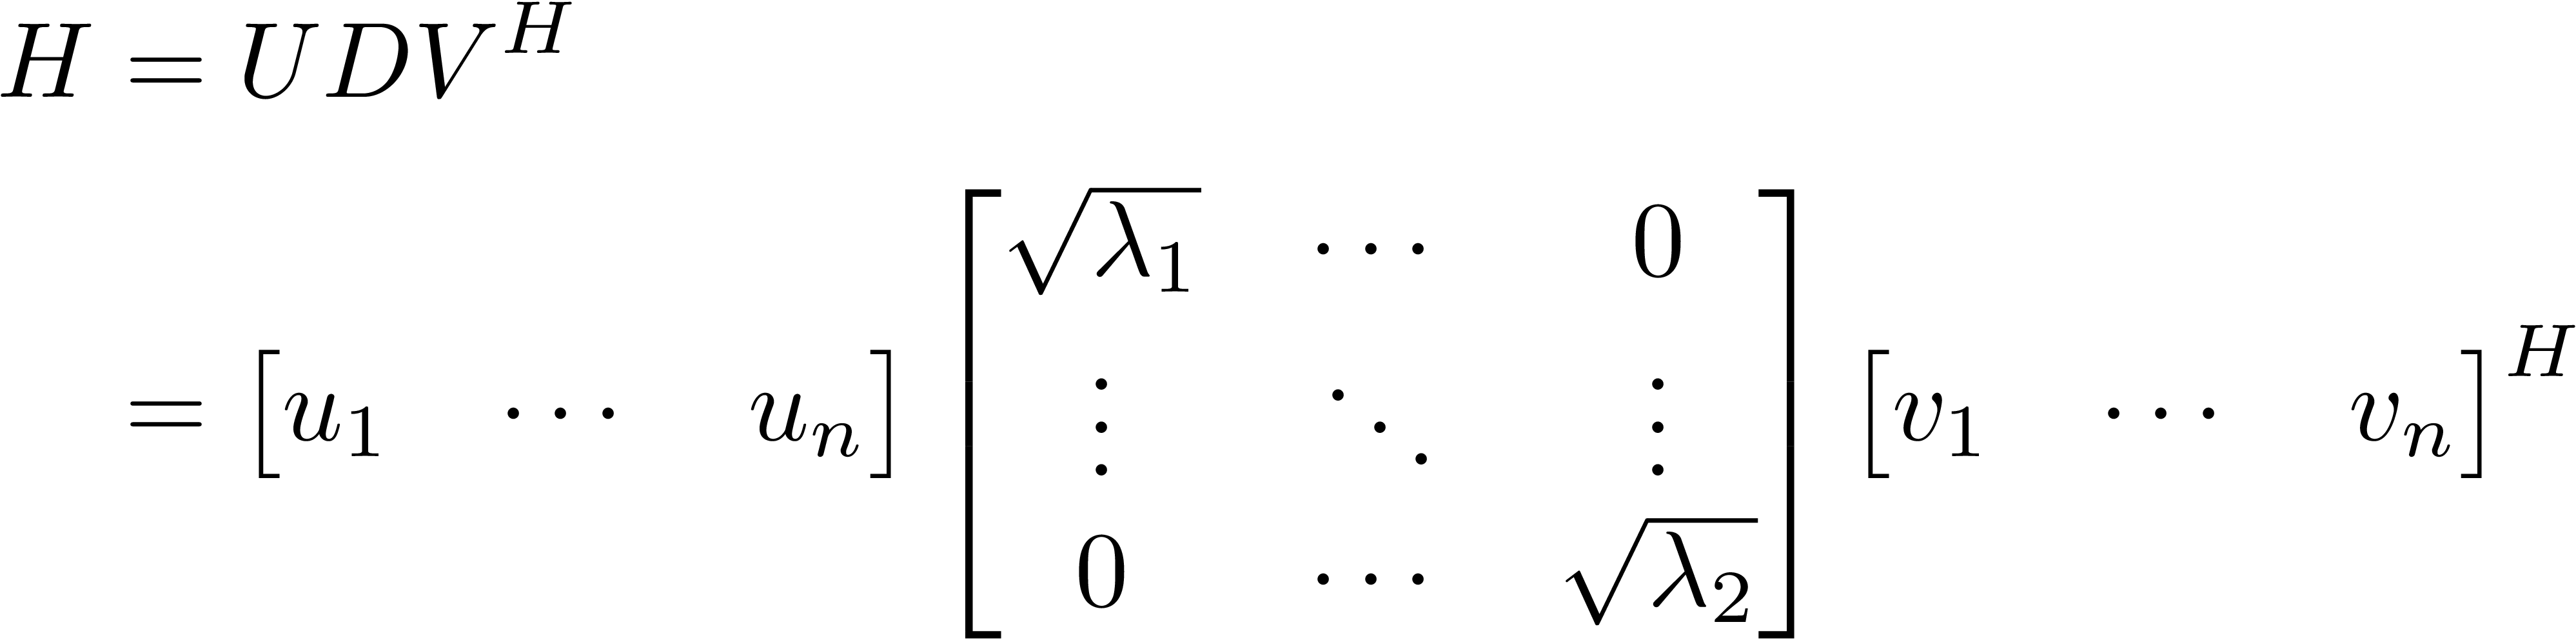 H = UDV^H
= [u_1 ⋯ u_n] [√λ_1 ⋯ 0; ⋮ ⋱ ⋮; 0 ⋯ √λ_2] [v_1 ⋯ v_n]^H